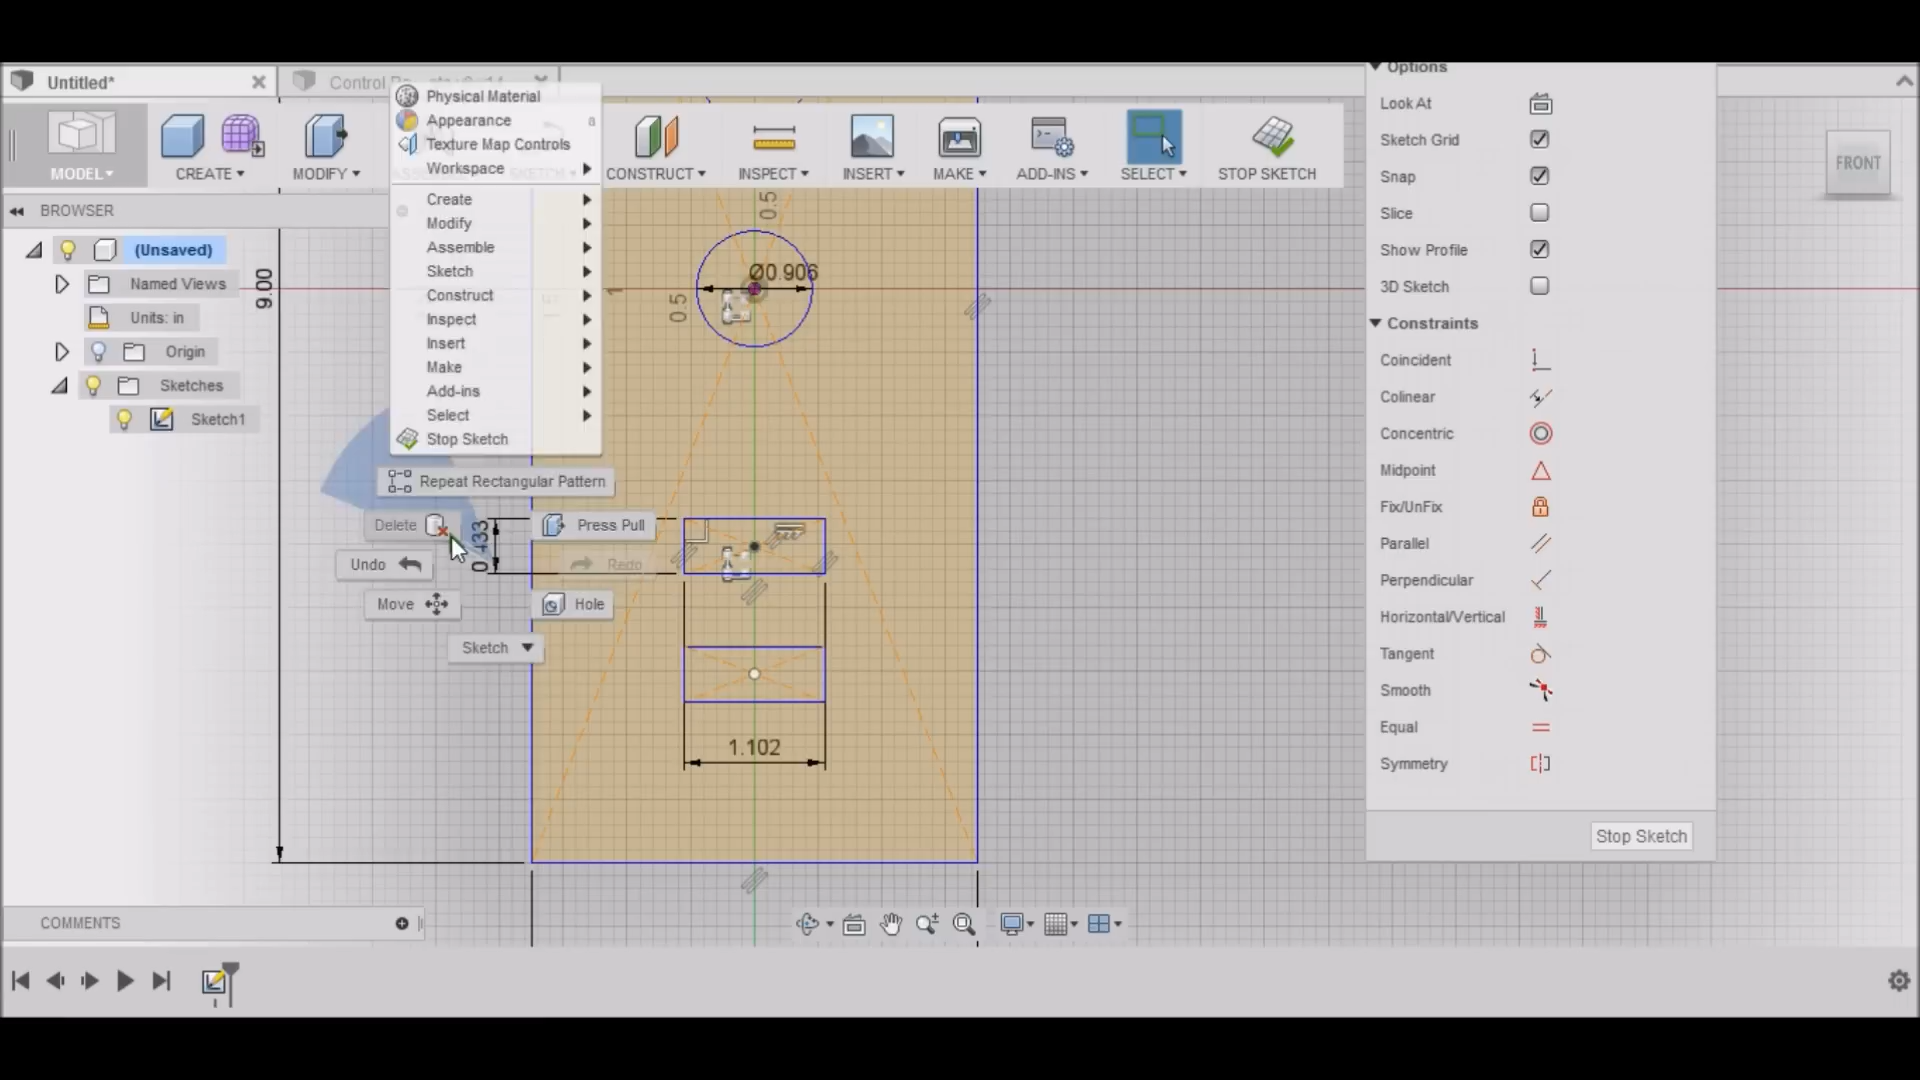 Untitled*
Control
Physical Material
Appearance a
Texture Map Controls
Workspace
Create
Modify
Assemble
Sketch
Construct
Inspect
Insert
Make
Add-ins
Select
Stop Sketch
Repeat Rectangular Pattern
Delete
Press Pull
Undo
Redo
Move
Hole
Sketch
MODEL
CREATE
MODIFY
CONSTRUCT
INSPECT
INSERT
MAKE
ADD-INS
SELECT
STOP SKETCH
FRONT
BROWSER
(Unsaved)
Named Views
Units: in
Origin
Sketches
Sketch1
9.00
0.5
Ø0.906
0.5
1
0.433
1.102
Options
Look At
Sketch Grid
Snap
Slice
Show Profile
3D Sketch
Constraints
Coincident
Colinear
Concentric
Midpoint
Fix/UnFix
Parallel
Perpendicular
Horizontal/Vertical
Tangent
Smooth
Equal
Symmetry
Stop Sketch
COMMENTS